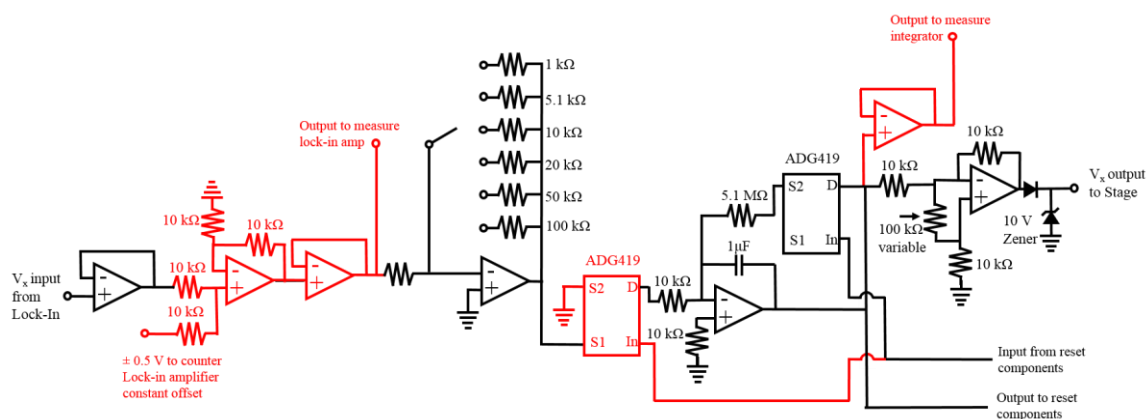 Output to measure
integrator
1 kΩ
5.1 kΩ
10 kΩ
20 kΩ
50 kΩ
100 kΩ
Output to measure
lock-in amp
10 kΩ
10 kΩ
-
+
-
+
-
+
-
+
V_x input
from
Lock-In
10 kΩ
10 kΩ
± 0.5 V to counter
Lock-in amplifier
constant offset
-
+
ADG419
S2
D
S1
In
10 kΩ
10 kΩ
5.1 MΩ
1μF
-
+
ADG419
S2
D
S1
In
10 kΩ
10 kΩ
-
+
100 kΩ
variable
10 kΩ
10 V
Zener
V_x output
to Stage
Input from reset
components
Output to reset
components